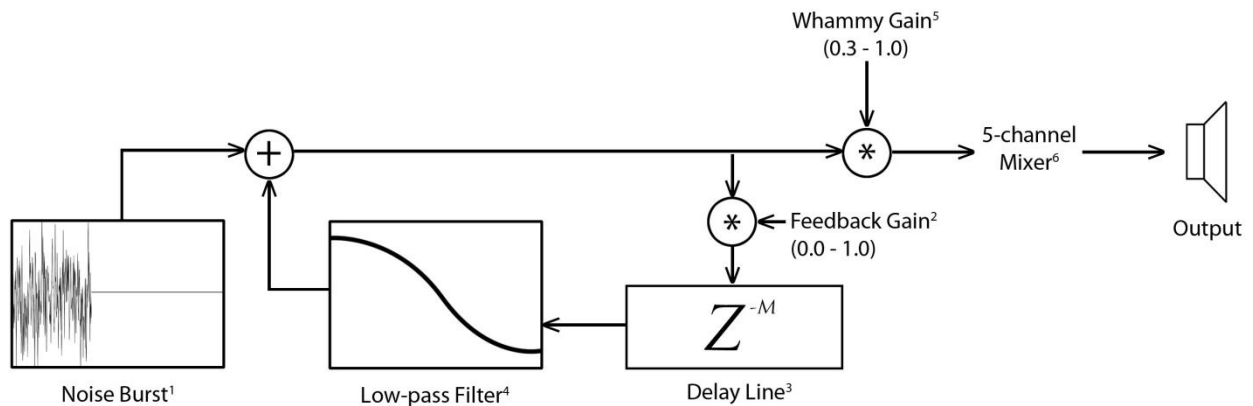 Whammy Gain⁵
(0.3 - 1.0)
+
*
5-channel
Mixer⁶
*
Feedback Gain²
(0.0 - 1.0)
Output
Z⁻ᴹ
Noise Burst¹
Low-pass Filter⁴
Delay Line³